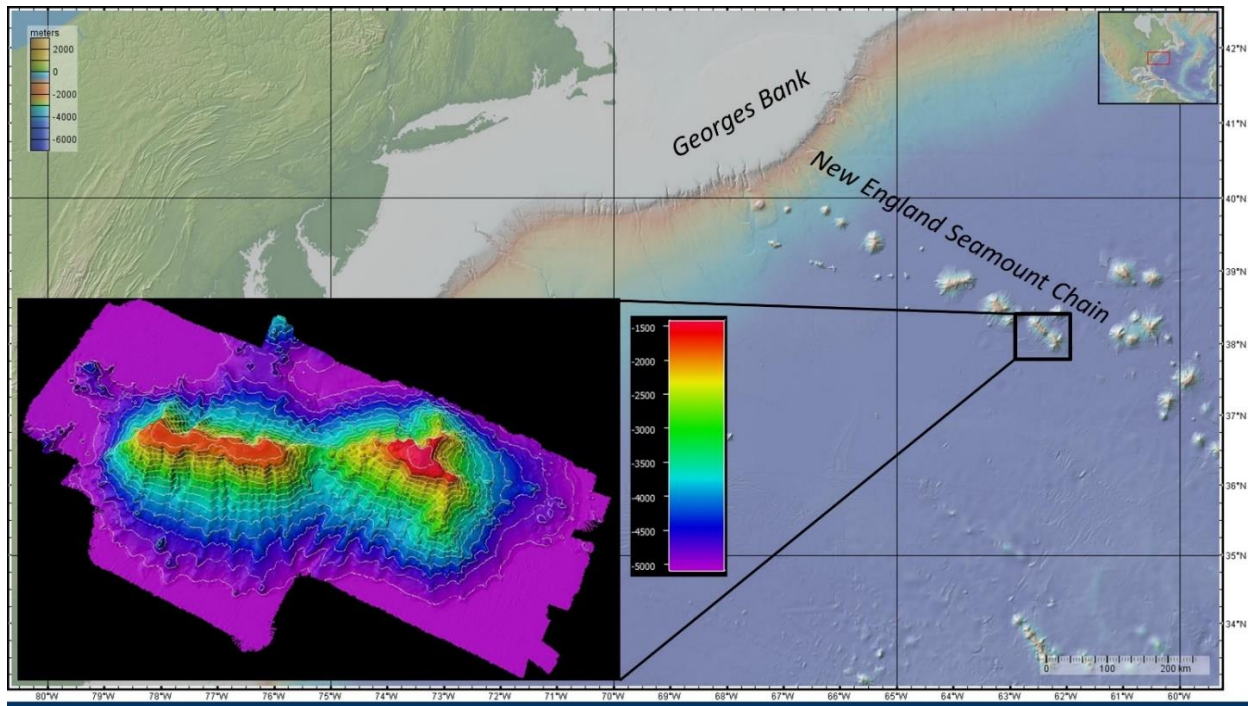 meters
2000
0
-2000
-4000
-6000
Georges Bank
New England Seamount Chain
42°N
41°N
40°N
39°N
38°N
37°N
36°N
35°N
34°N
-1500
-2000
-2500
-3000
-3500
-4000
-4500
-5000
0 100 200 km
80°W 79°W 78°W 77°W 76°W 75°W 74°W 73°W 72°W 71°W 70°W 69°W 68°W 67°W 66°W 65°W 64°W 63°W 62°W 61°W 60°W